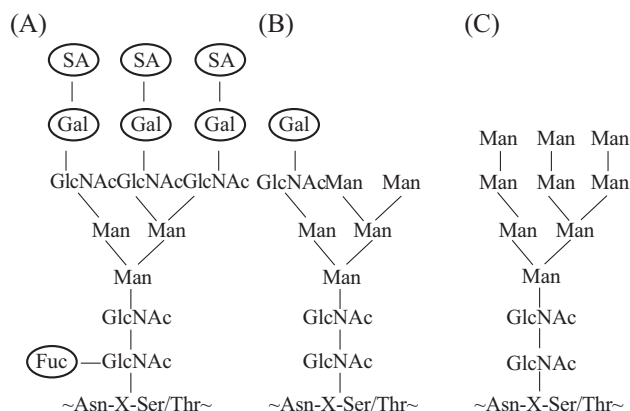 (A) (B) (C)
SA SA SA
Gal Gal Gal Gal
Man Man Man
GlcNAc GlcNAc GlcNAc GlcNAc Man Man Man Man Man
Man Man Man Man Man Man
Man Man Man
GlcNAc GlcNAc GlcNAc
Fuc GlcNAc GlcNAc GlcNAc
~Asn-X-Ser/Thr~ ~Asn-X-Ser/Thr~ ~Asn-X-Ser/Thr~